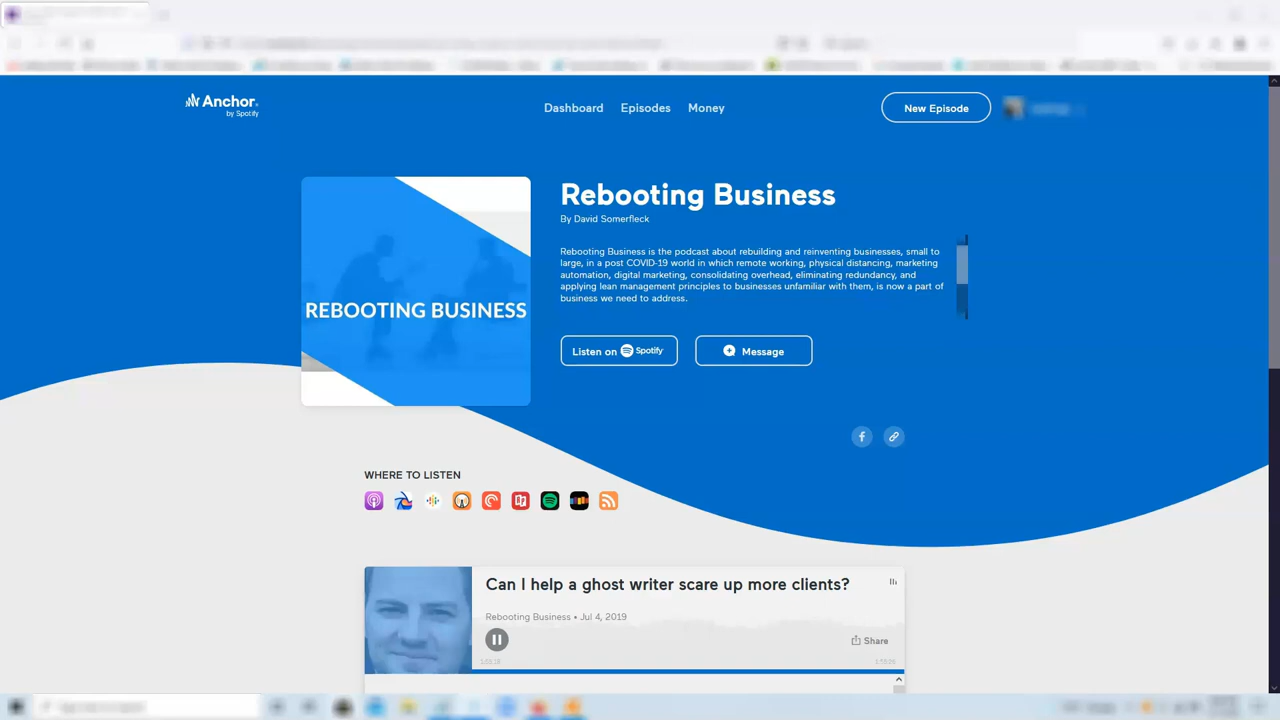 Anchor
by Spotify
Dashboard
Episodes
Money
New Episode
REBOOTING BUSINESS
Rebooting Business
By David Somerfleck
Rebooting Business is the podcast about rebuilding and reinventing businesses, small to
large, in a post COVID-19 world in which remote working, physical distancing, marketing
automation, digital marketing, consolidating overhead, eliminating redundancy, and
applying lean management principles to businesses unfamiliar with them, is now a part of
business we need to address.
Listen on Spotify
Message
WHERE TO LISTEN
Can I help a ghost writer scare up more clients?
Rebooting Business • Jul 4, 2019
Share